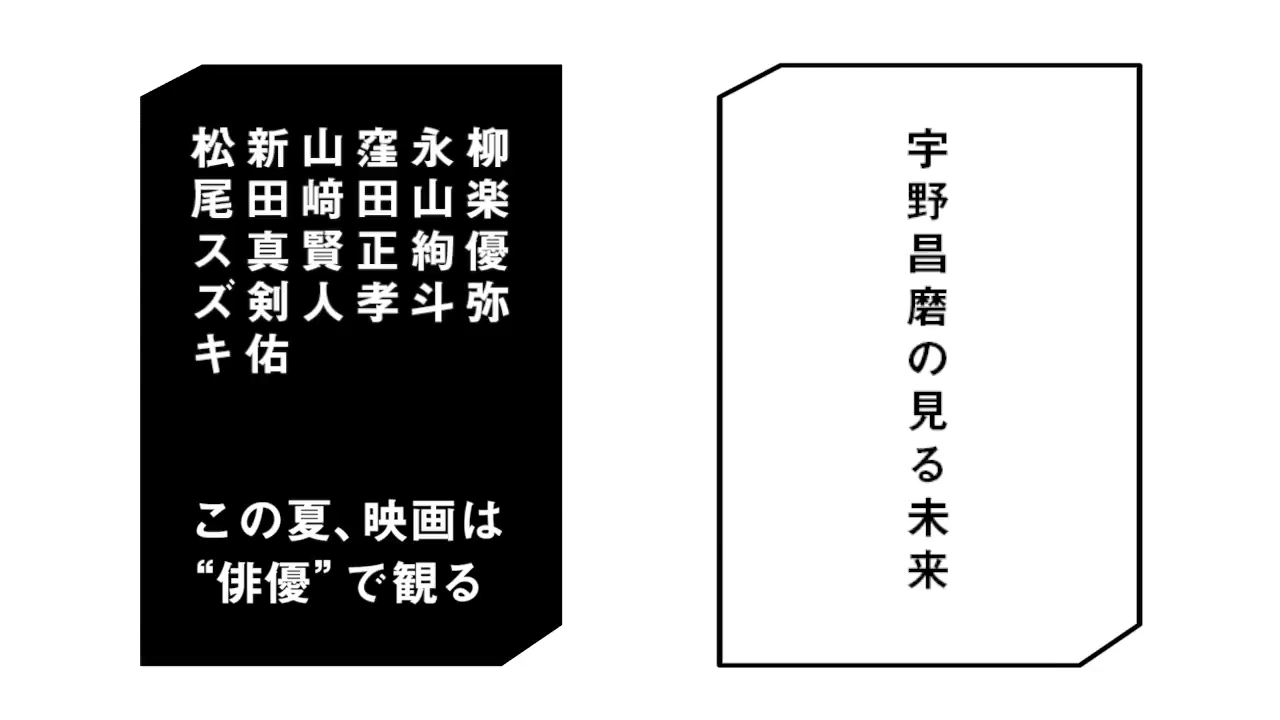 柳楽優弥
永山絢斗
窪田正孝
山﨑賢人
新田真剣佑
松尾スズキ
この夏、映画は
“俳優”で観る
宇野昌磨の見る未来